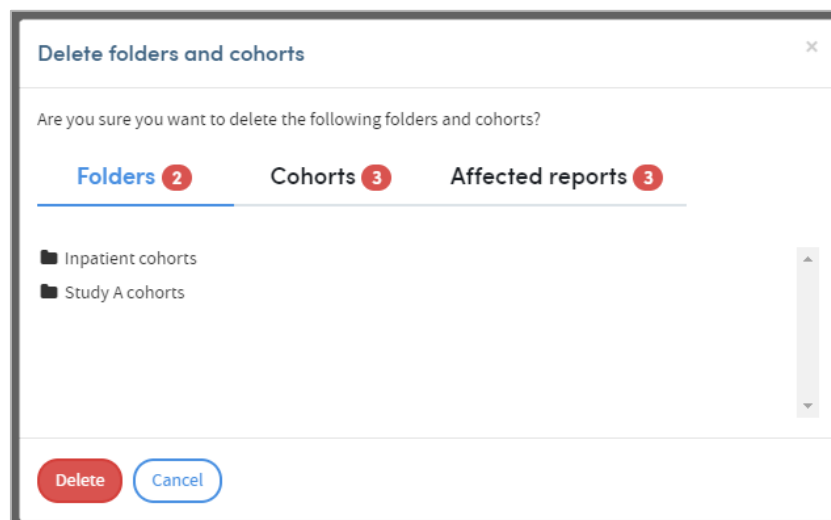 Delete folders and cohorts
×
Are you sure you want to delete the following folders and cohorts?
Folders 2 Cohorts 3 Affected reports 3
Inpatient cohorts
Study A cohorts
Delete Cancel